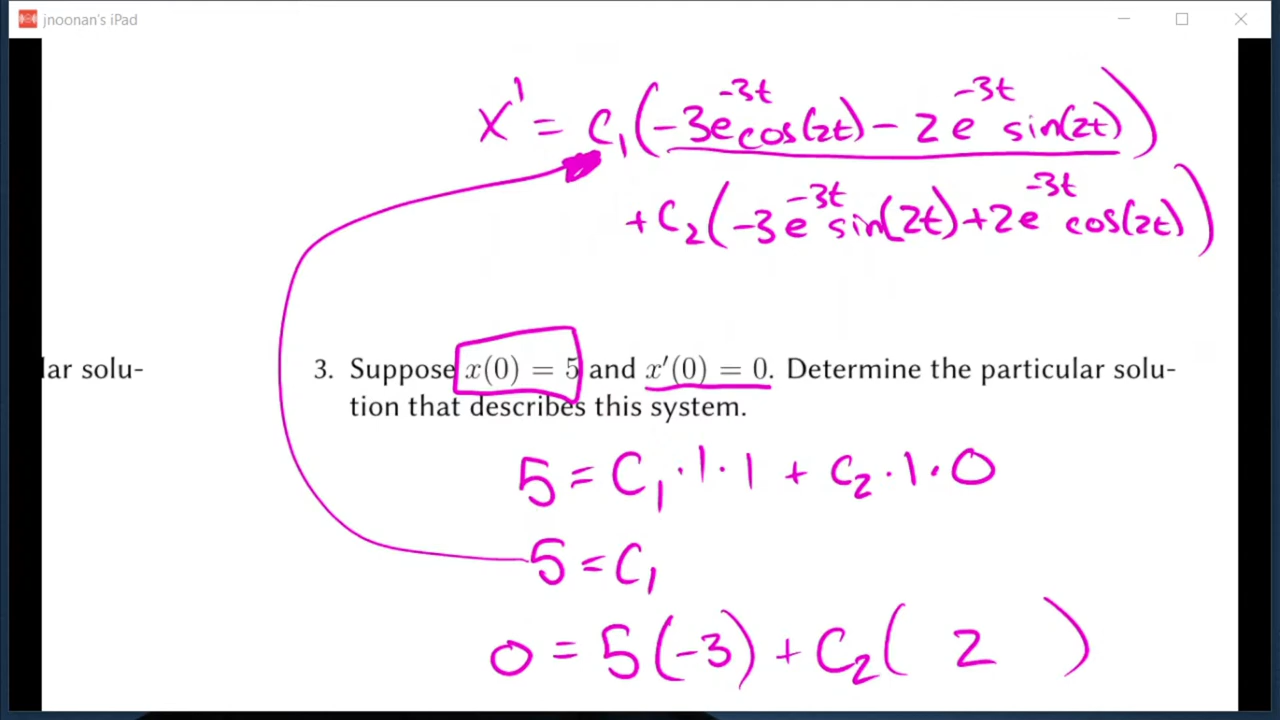 jnoonan's iPad
x' = c₁(-3e^{-3t}cos(2t) - 2e^{-3t}sin(2t))
+ c₂(-3e^{-3t}sin(2t) + 2e^{-3t}cos(2t))
lar solu-
3. Suppose x(0) = 5 and x′(0) = 0. Determine the particular solu-
tion that describes this system.
5 = C₁·1·1 + C₂·1·0
5 = C₁
0 = 5(-3) + C₂( 2 )